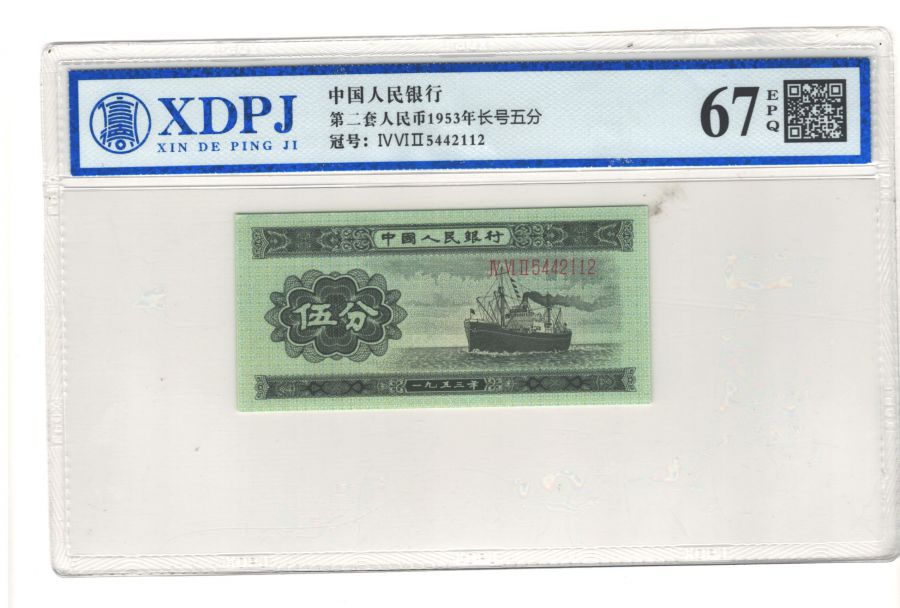 XDPJ
XIN DE PING JI
中国人民银行
第二套人民币1953年长号五分
冠号：ⅣⅥⅡ5442112
67
EPQ
中國人民銀行
ⅣⅥⅡ5442112
伍分
一九五三年